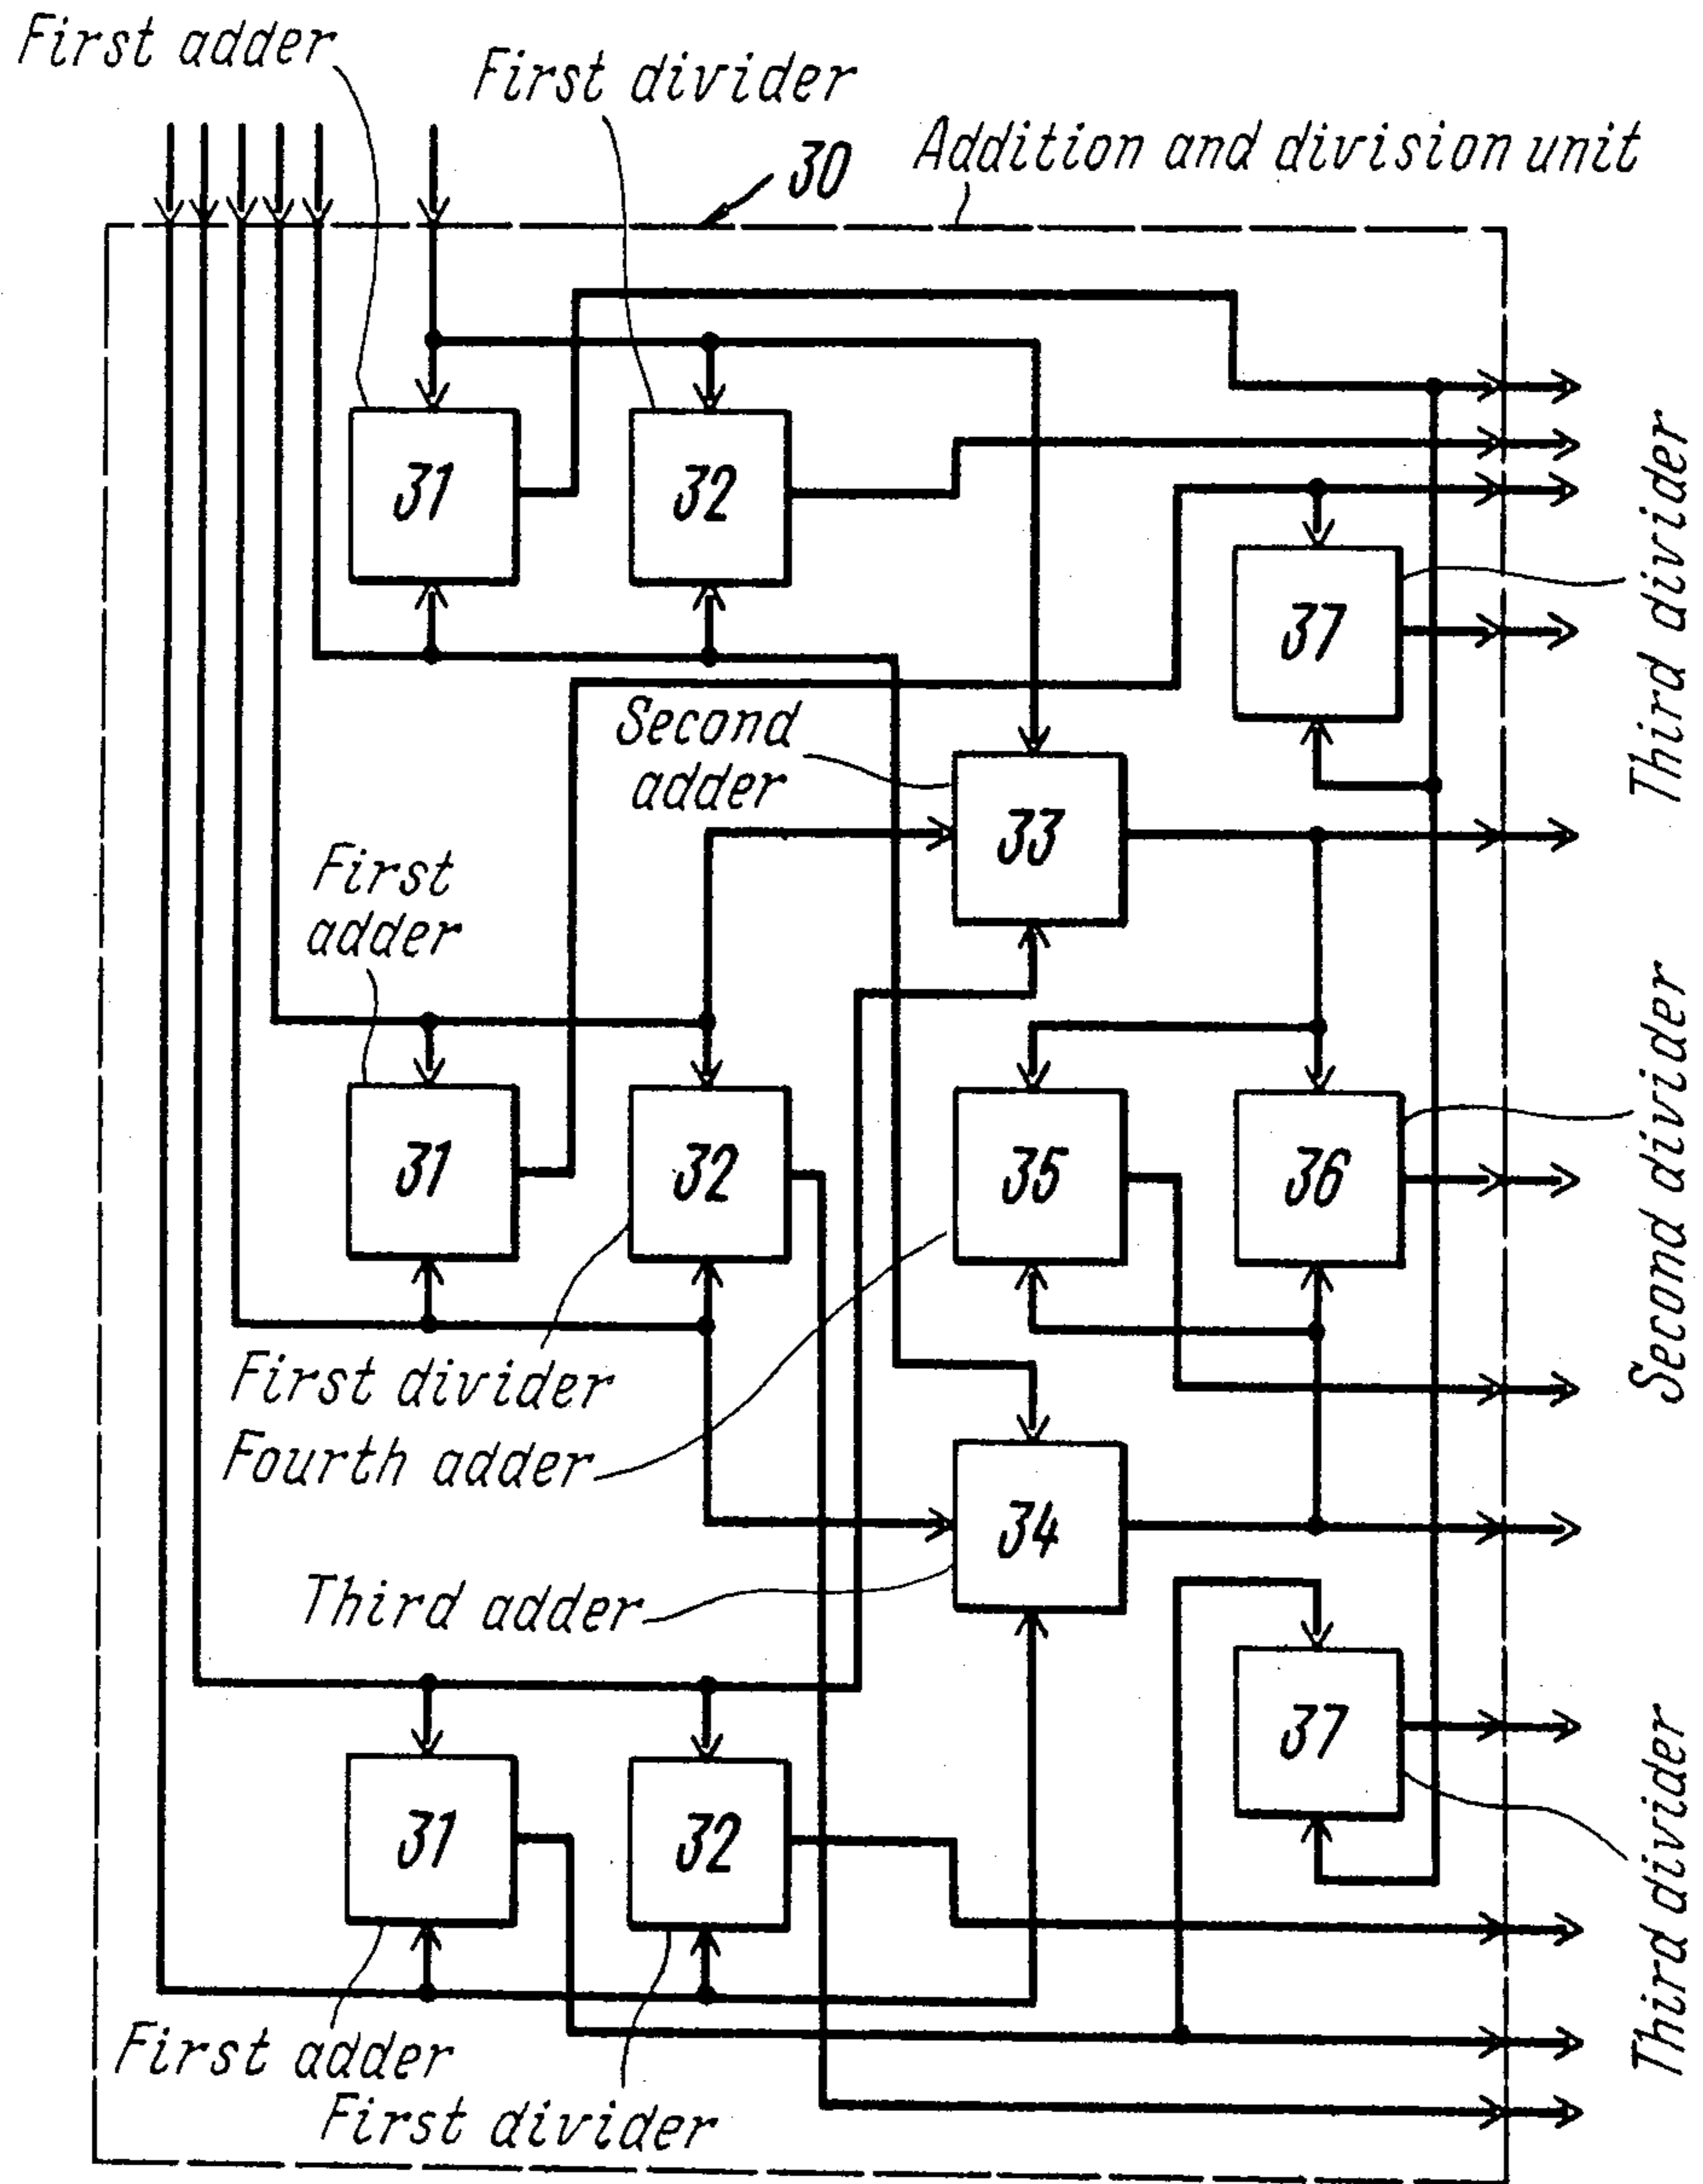 First adder
First divider
30
Addition and division unit
31
32
37
Third divider
Second
adder
33
First
adder
31
32
35
36
Second divider
First divider
Fourth adder
34
Third adder
37
Third divider
31
32
First adder
First divider